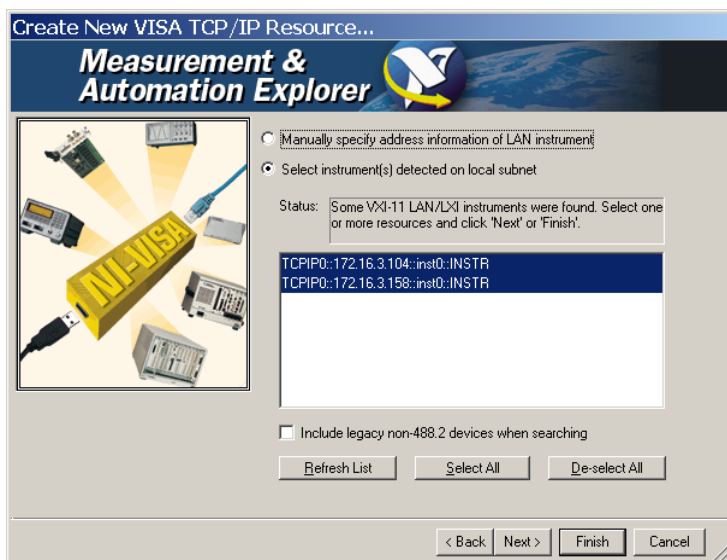 Create New VISA TCP/IP Resource...
Measurement &
Automation Explorer
NI-VISA
Manually specify address information of LAN instrument
Select instrument(s) detected on local subnet
Status: Some VXI-11 LAN/LXI instruments were found. Select one
or more resources and click 'Next' or 'Finish'.
TCPIP0::172.16.3.104::inst0::INSTR
TCPIP0::172.16.3.158::inst0::INSTR
Include legacy non-488.2 devices when searching
Refresh List Select All De-select All
< Back Next > Finish Cancel